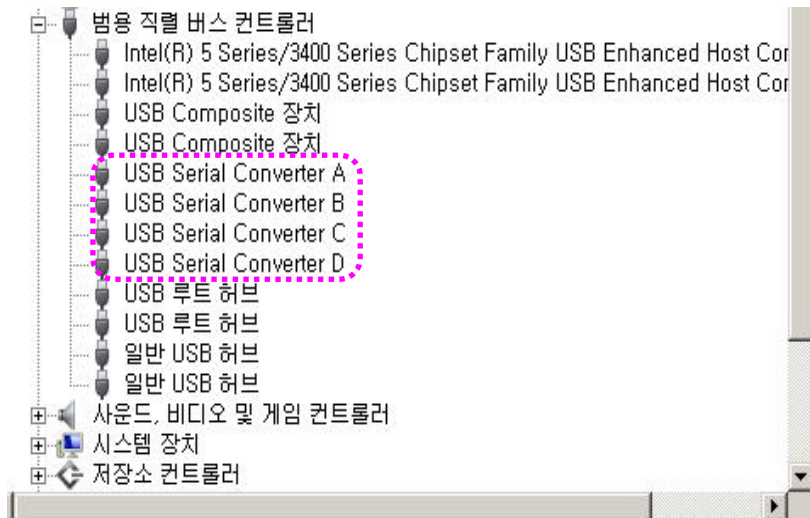 범용 직렬 버스 컨트롤러
Intel(R) 5 Series/3400 Series Chipset Family USB Enhanced Host Cor
Intel(R) 5 Series/3400 Series Chipset Family USB Enhanced Host Cor
USB Composite 장치
USB Composite 장치
USB Serial Converter A
USB Serial Converter B
USB Serial Converter C
USB Serial Converter D
USB 루트 허브
USB 루트 허브
일반 USB 허브
일반 USB 허브
사운드, 비디오 및 게임 컨트롤러
시스템 장치
저장소 컨트롤러